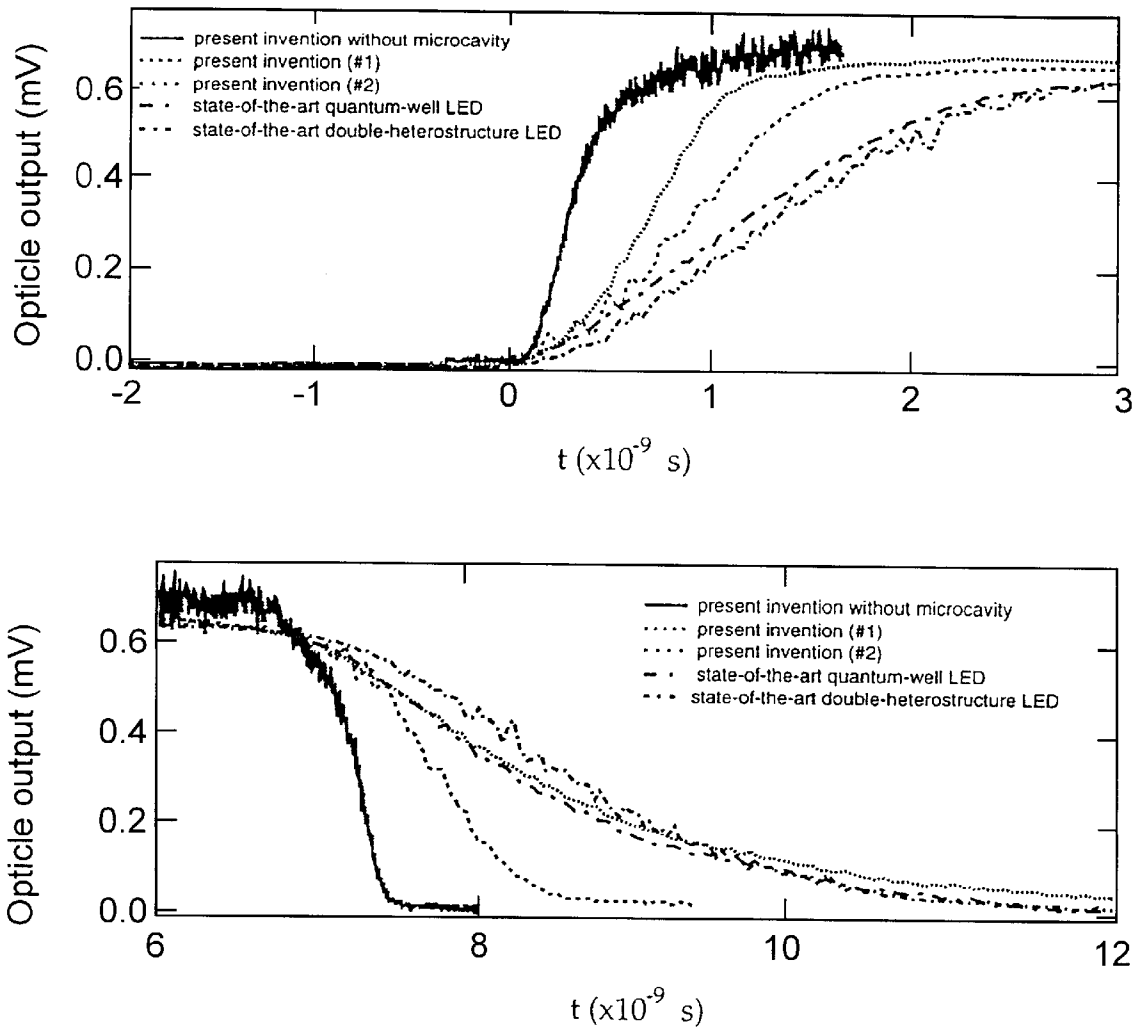 present invention without microcavity
present invention (#1)
present invention (#2)
state-of-the-art quantum-well LED
state-of-the-art double-heterostructure LED
Opticle output (mV)
0.6
0.4
0.2
0.0
-2 -1 0 1 2 3
t (x10⁻⁹ s)
present invention without microcavity
present invention (#1)
present invention (#2)
state-of-the-art quantum-well LED
state-of-the-art double-heterostructure LED
Opticle output (mV)
0.6
0.4
0.2
0.0
6 8 10 12
t (x10⁻⁹ s)